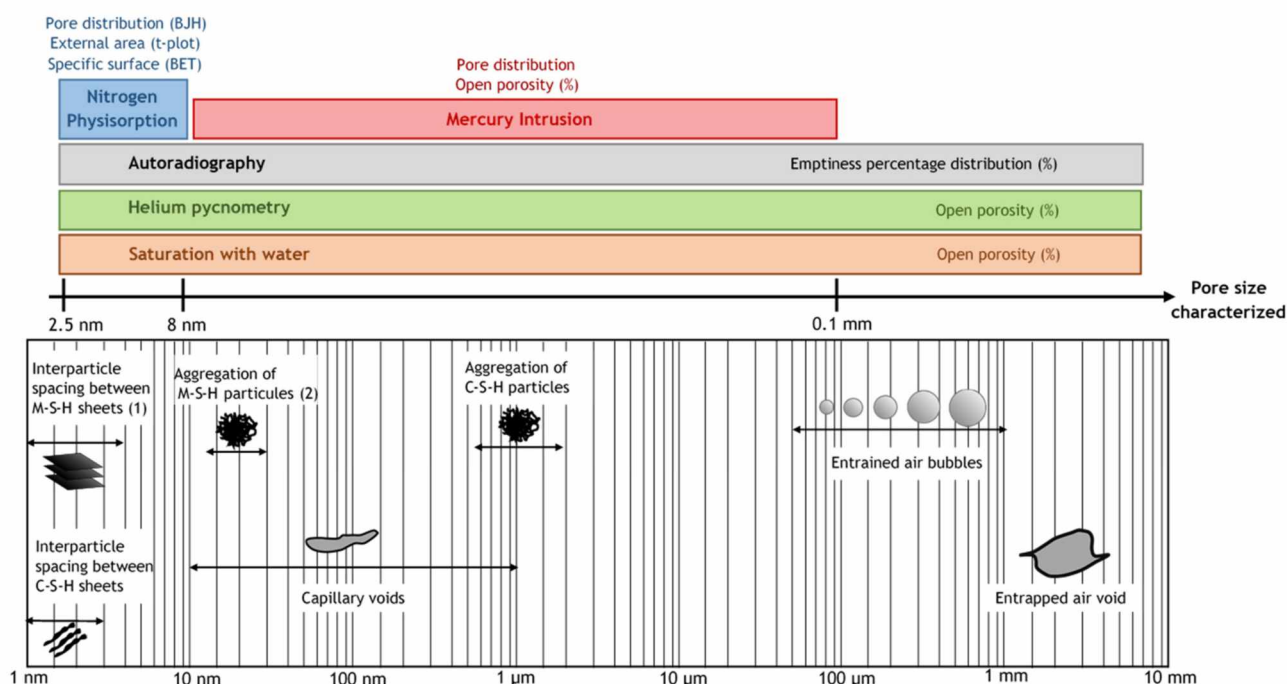 Pore distribution (BJH)
External area (t-plot)
Specific surface (BET)
Nitrogen
Physisorption
Pore distribution
Open porosity (%)
Mercury Intrusion
Autoradiography
Emptiness percentage distribution (%)
Helium pycnometry
Open porosity (%)
Saturation with water
Open porosity (%)
Pore size
characterized
2.5 nm
8 nm
0.1 mm
Interparticle
spacing between
M-S-H sheets (1)
Aggregation of
M-S-H particules (2)
Aggregation of
C-S-H particles
Entrained air bubbles
Interparticle
spacing between
C-S-H sheets
Capillary voids
Entrapped air void
1 nm
10 nm
100 nm
1 µm
10 µm
100 µm
1 mm
10 mm